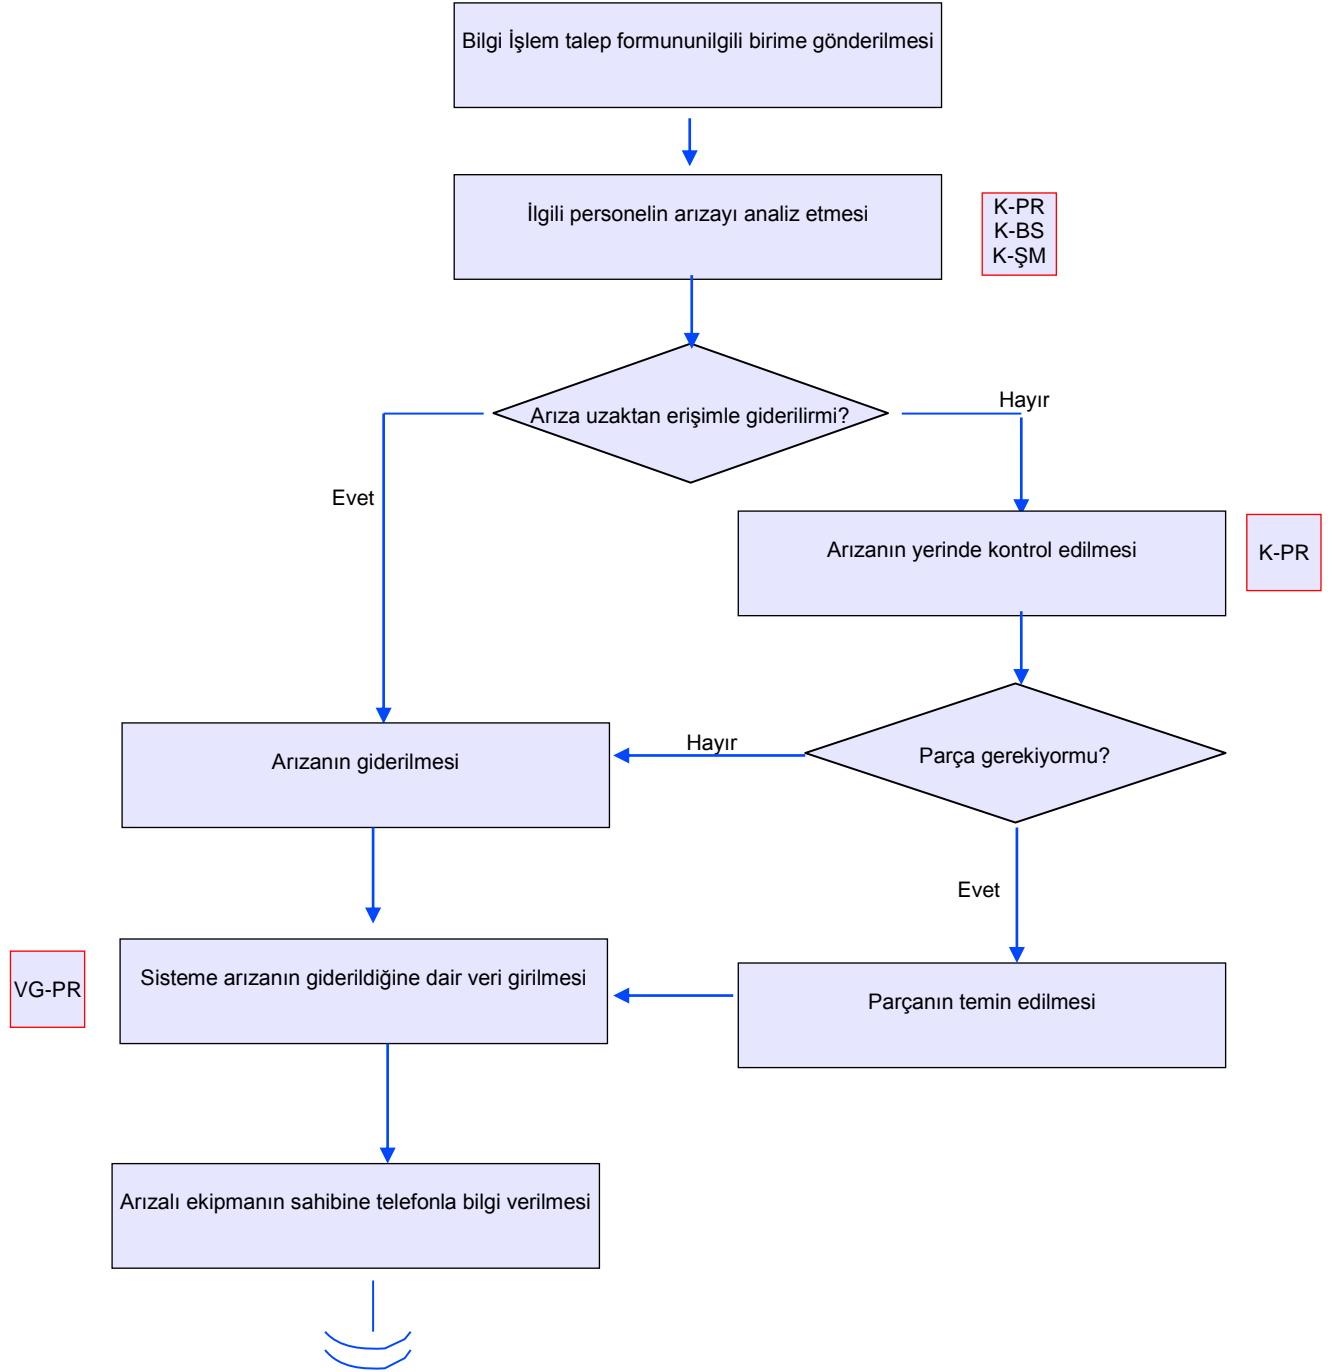 Bilgi İşlem talep formununilgili birime gönderilmesi
İlgili personelin arızayı analiz etmesi
K-PR
K-BS
K-ŞM
Arıza uzaktan erişimle giderilirmi?
Hayır
Evet
Arızanın yerinde kontrol edilmesi
K-PR
Arızanın giderilmesi
Hayır
Parça gerekiyormu?
Evet
VG-PR
Sisteme arızanın giderildiğine dair veri girilmesi
Parçanın temin edilmesi
Arızalı ekipmanın sahibine telefonla bilgi verilmesi